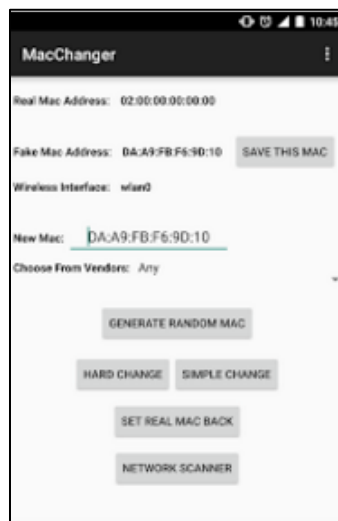 10:45
MacChanger
Real Mac Address: 02:00:00:00:00:00
Fake Mac Address: DA:A9:FB:F6:9D:10 SAVE THIS MAC
Wireless Interface: wlan0
New Mac: DA:A9:FB:F6:9D:10
Choose From Vendors: Any
GENERATE RANDOM MAC
HARD CHANGE SIMPLE CHANGE
SET REAL MAC BACK
NETWORK SCANNER